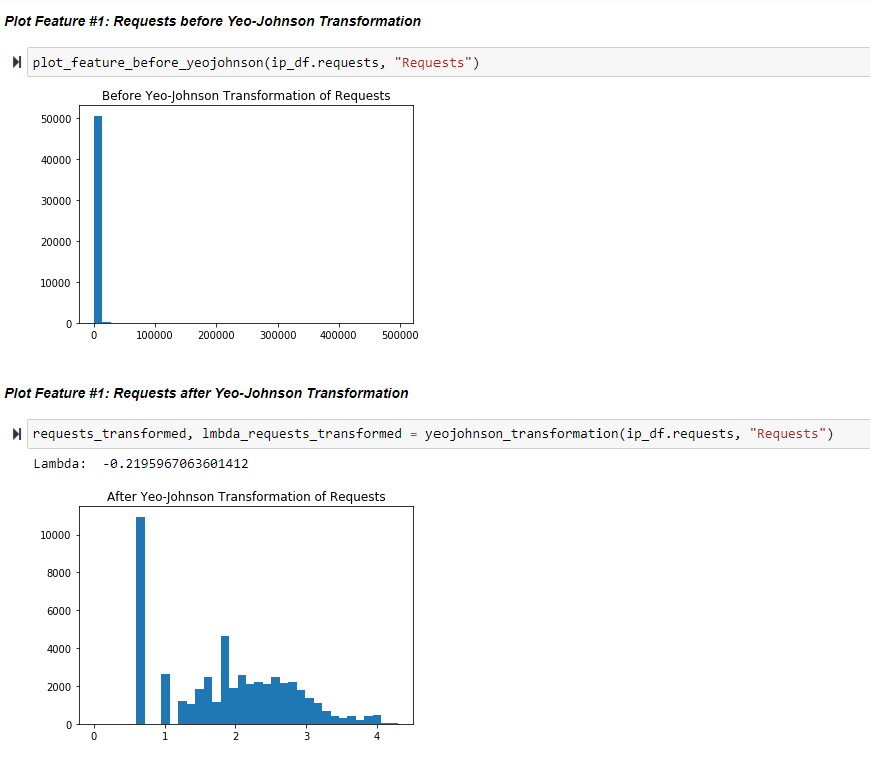 Plot Feature #1: Requests before Yeo-Johnson Transformation
plot_feature_before_yeojohnson(ip_df.requests, "Requests")
Before Yeo-Johnson Transformation of Requests
50000
40000
30000
20000
10000
0
0 100000 200000 300000 400000 500000
Plot Feature #1: Requests after Yeo-Johnson Transformation
requests_transformed, lmbda_requests_transformed = yeojohnson_transformation(ip_df.requests, "Requests")
Lambda: -0.2195967063601412
After Yeo-Johnson Transformation of Requests
10000
8000
6000
4000
2000
0
0 1 2 3 4